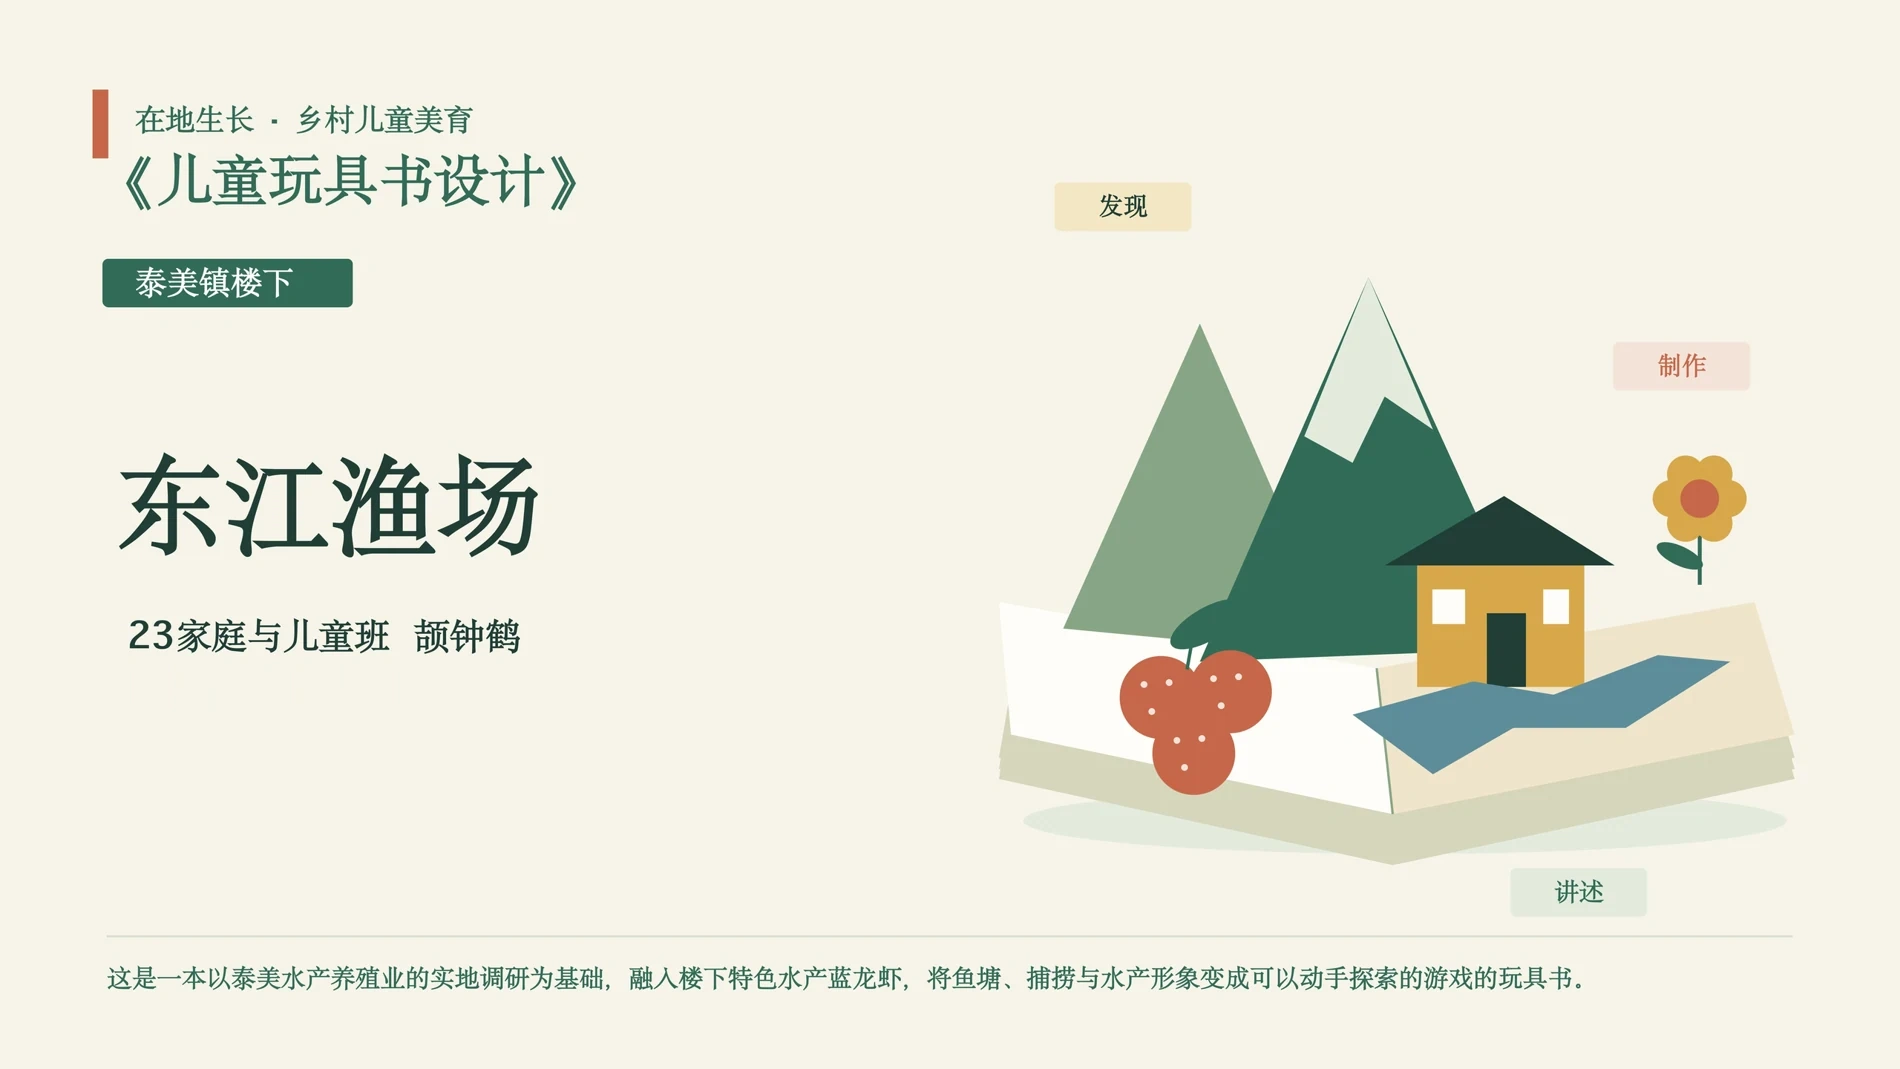 在地生长 · 乡村儿童美育
《儿童玩具书设计》
泰美镇楼下
发现
制作
东江渔场
23家庭与儿童班 颉钟鹤
讲述
这是一本以泰美水产养殖业的实地调研为基础，融入楼下特色水产蓝龙虾，将鱼塘、捕捞与水产形象变成可以动手探索的游戏的玩具书。